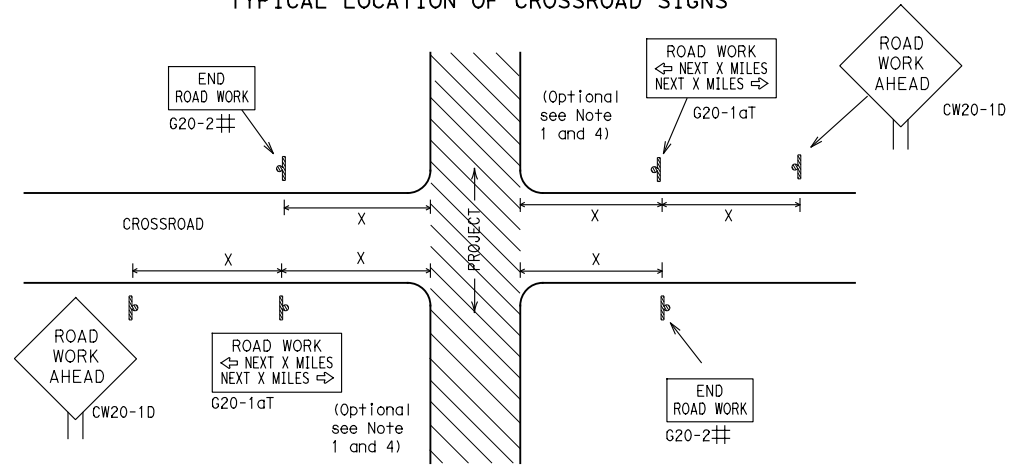 TYPICAL LOCATION OF CROSSROAD SIGNS
END
ROAD WORK
G20-2#
(Optional
see Note
1 and 4)
ROAD WORK
⇦ NEXT X MILES
NEXT X MILES ⇨
G20-1aT
ROAD
WORK
AHEAD
CW20-1D
CROSSROAD
X
X
X
PROJECT
X
X
X
ROAD
WORK
AHEAD
CW20-1D
ROAD WORK
⇦ NEXT X MILES
NEXT X MILES ⇨
G20-1aT
(Optional
see Note
1 and 4)
END
ROAD WORK
G20-2#